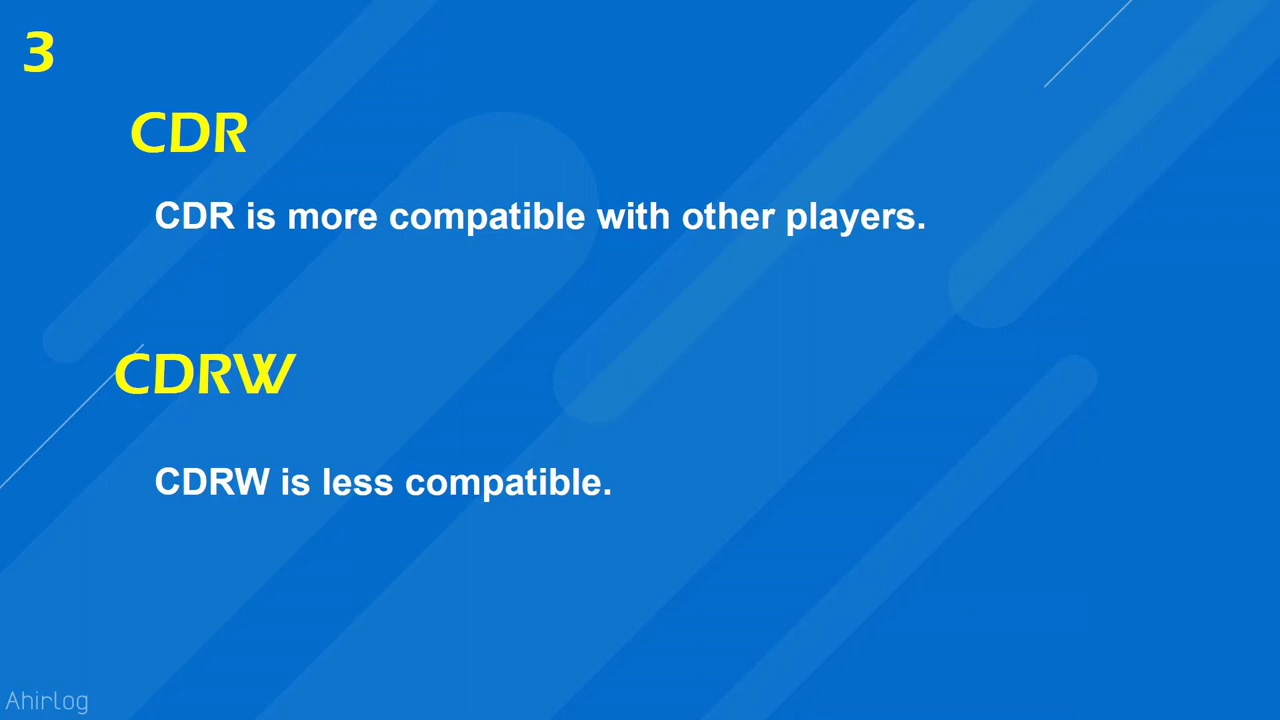 3
CDR
CDR is more compatible with other players.
CDRW
CDRW is less compatible.
Ahirlog